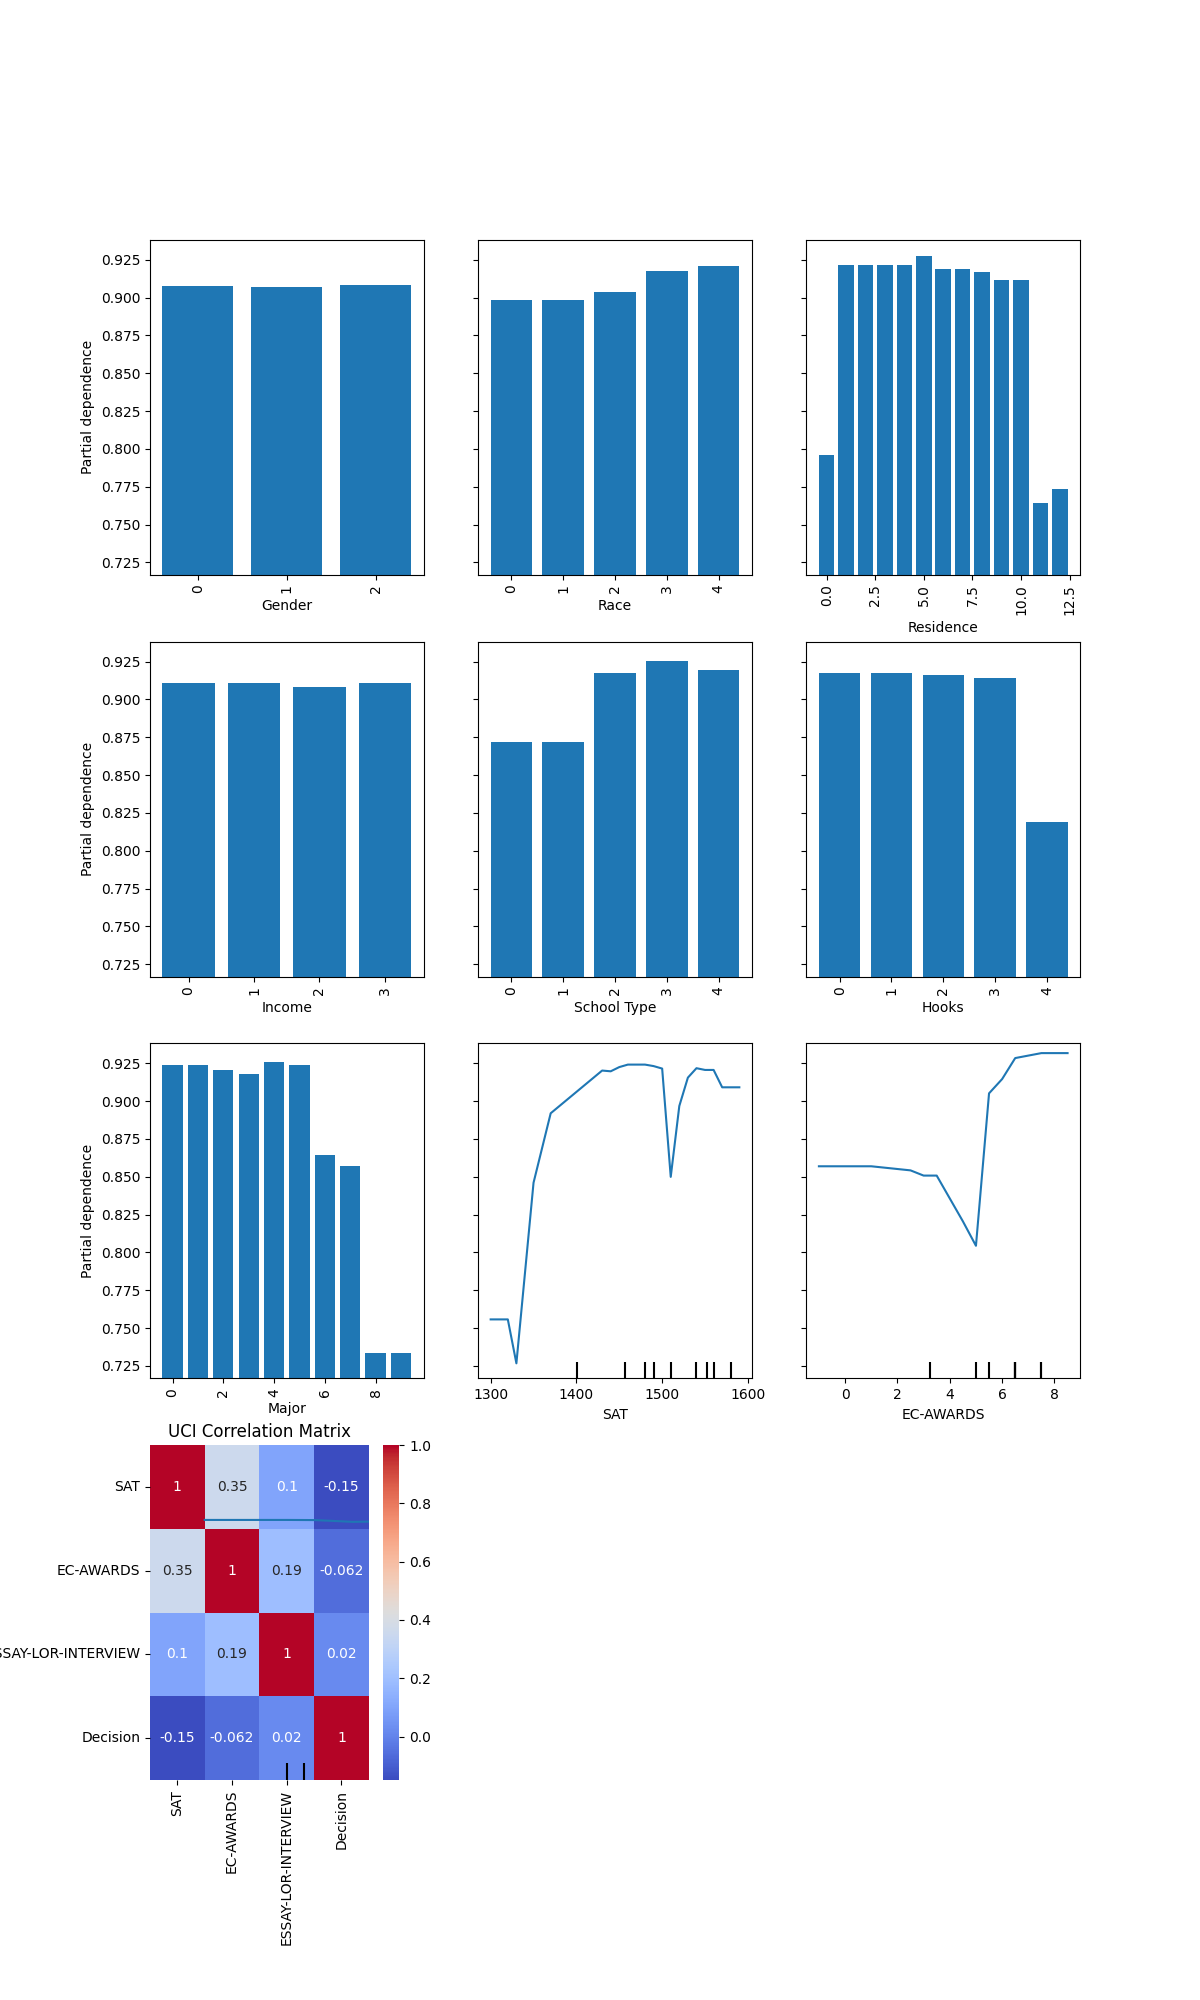 0.925
0.900
0.875
0.850
0.825
0.800
0.775
0.750
0.725
Partial dependence
0 1 2
Gender
0 1 2 3 4
Race
0.0 2.5 5.0 7.5 10.0 12.5
Residence
0.925
0.900
0.875
0.850
0.825
0.800
0.775
0.750
0.725
Partial dependence
0 1 2 3
Income
0 1 2 3 4
School Type
0 1 2 3 4
Hooks
0.925
0.900
0.875
0.850
0.825
0.800
0.775
0.750
0.725
Partial dependence
0 2 4 6 8
Major
1300 1400 1500 1600
SAT
0 2 4 6 8
EC-AWARDS
UCI Correlation Matrix
SAT 1 0.35 0.1 -0.15
EC-AWARDS 0.35 1 0.19 -0.062
SSAY-LOR-INTERVIEW 0.1 0.19 1 0.02
Decision -0.15 -0.062 0.02 1
SAT
EC-AWARDS
ESSAY-LOR-INTERVIEW
Decision
1.0
0.8
0.6
0.4
0.2
0.0